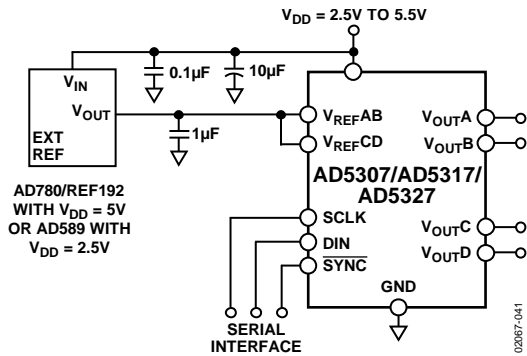 VDD = 2.5V TO 5.5V
0.1µF
10µF
VIN
VOUT
EXT
REF
1µF
AD780/REF192
WITH VDD = 5V
OR AD589 WITH
VDD = 2.5V
VREFAB
VREFCD
VOUTA
VOUTB
AD5307/AD5317/
AD5327
SCLK
DIN
SYNC
VOUTC
VOUTD
GND
SERIAL
INTERFACE
02067-041